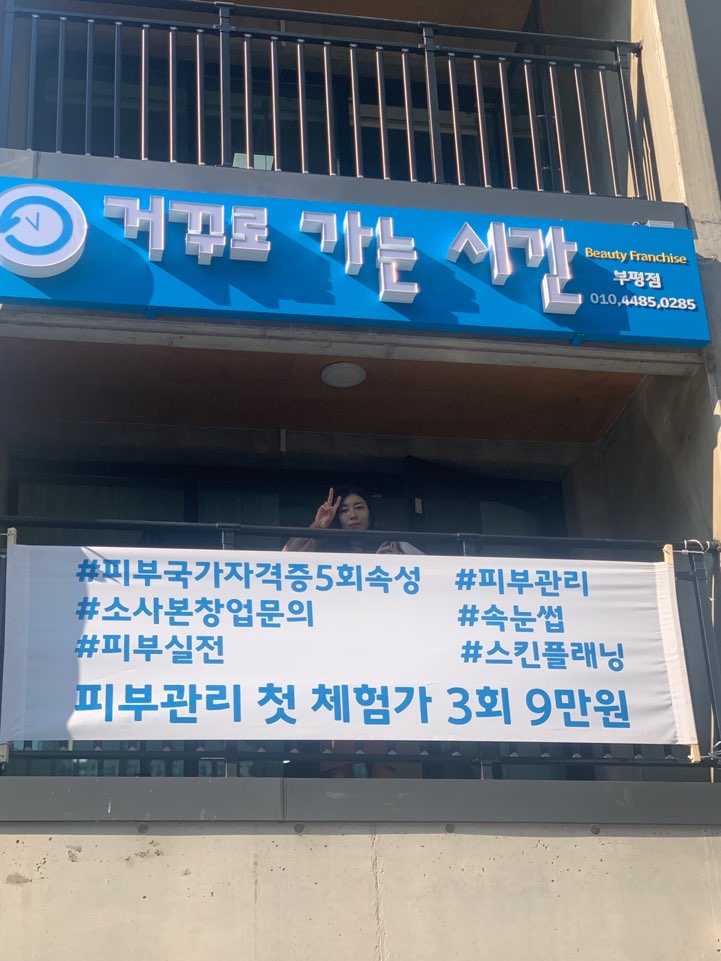 거꾸로 가는 시간
Beauty Franchise
부평점
010.4485.0285
#피부국가자격증5회속성 #피부관리
#소사본창업문의 #속눈썹
#피부실전 #스킨플래닝
피부관리 첫 체험가 3회 9만원